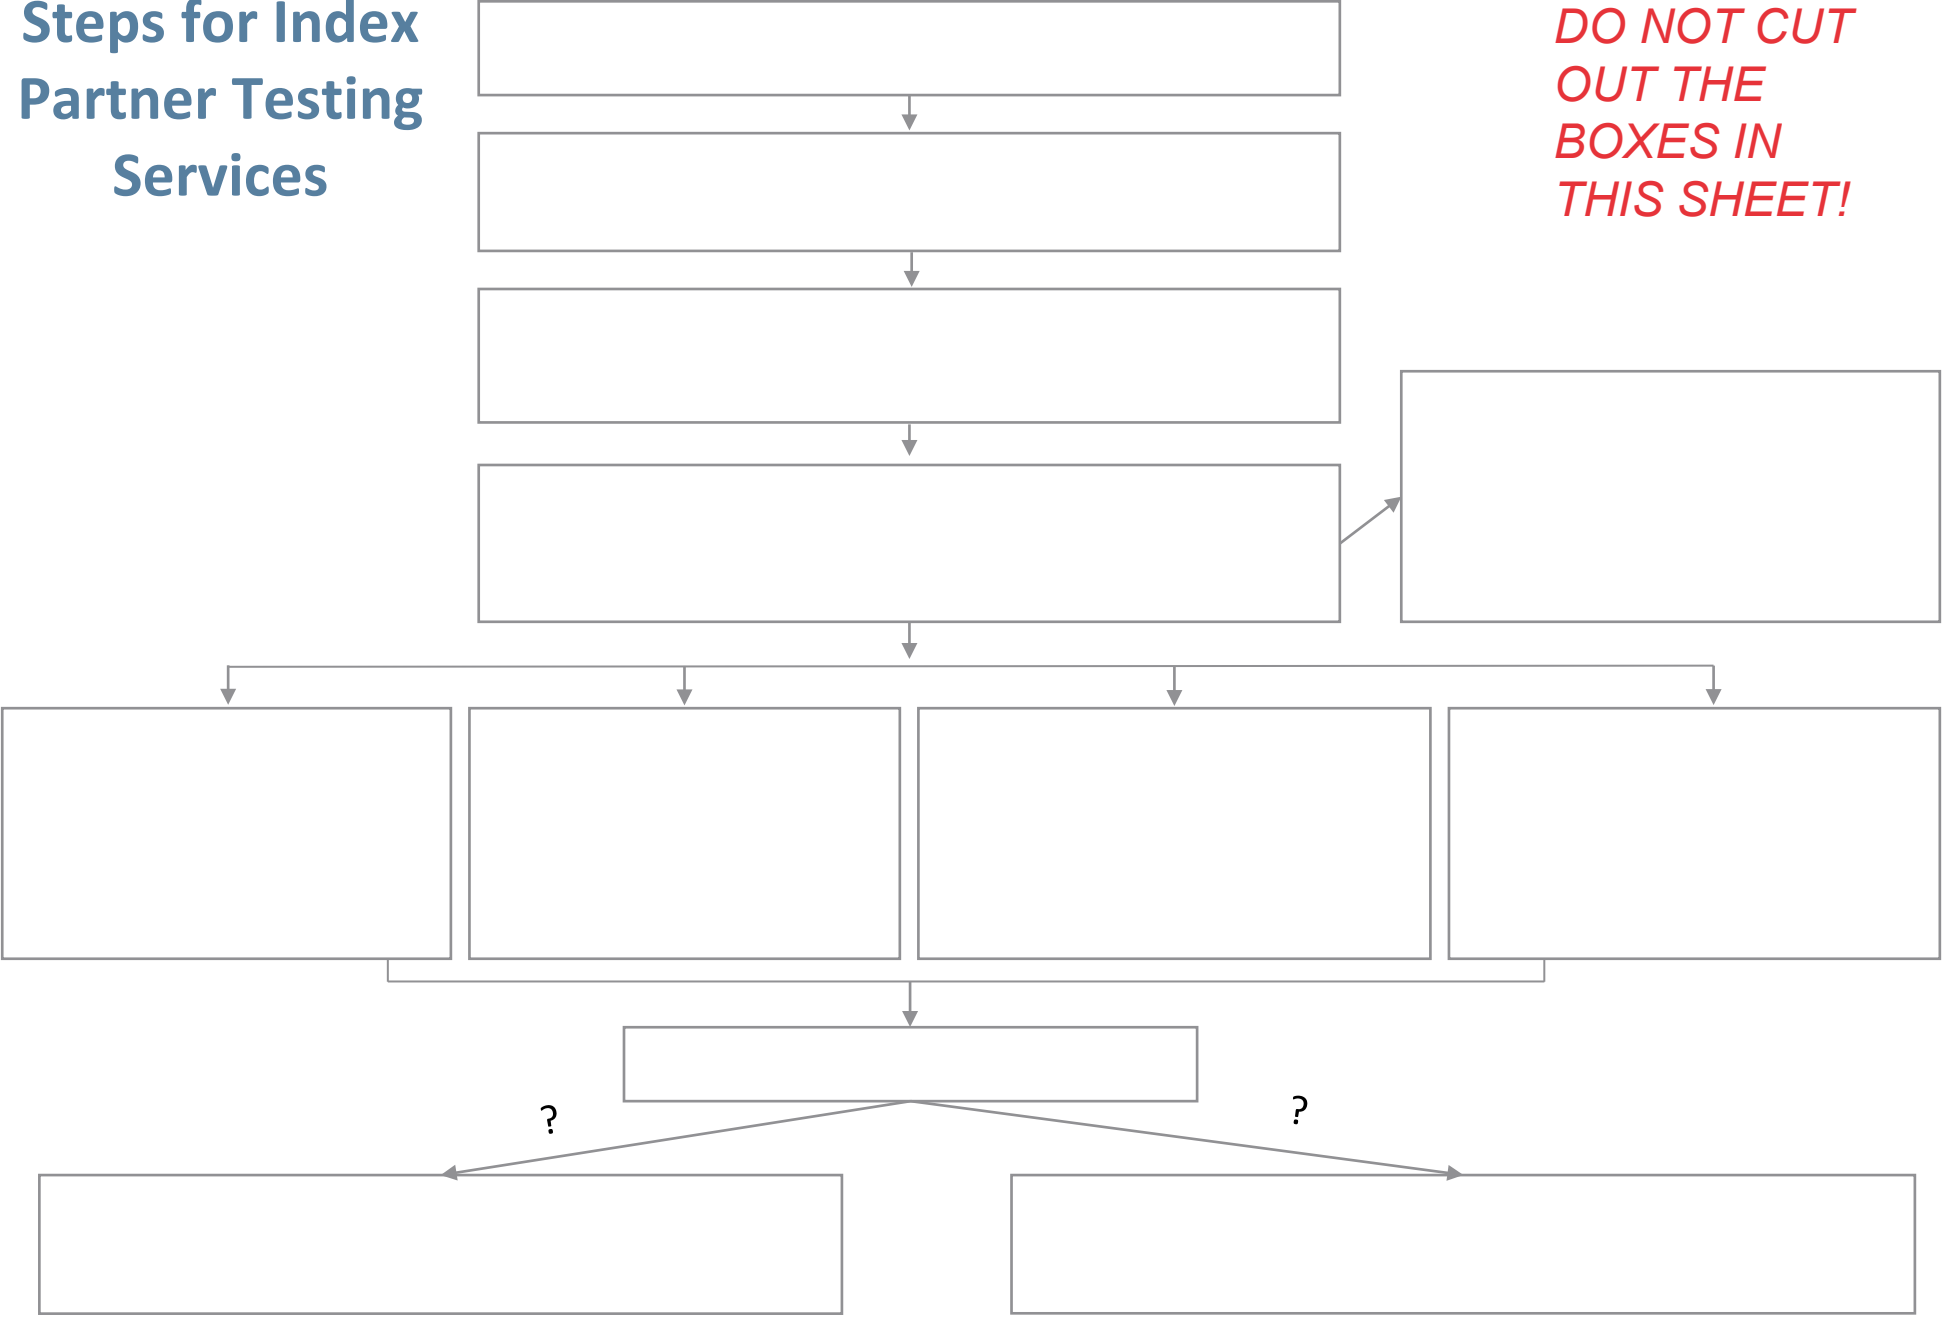 Steps for Index
Partner Testing
Services
DO NOT CUT
OUT THE
BOXES IN
THIS SHEET!
?
?